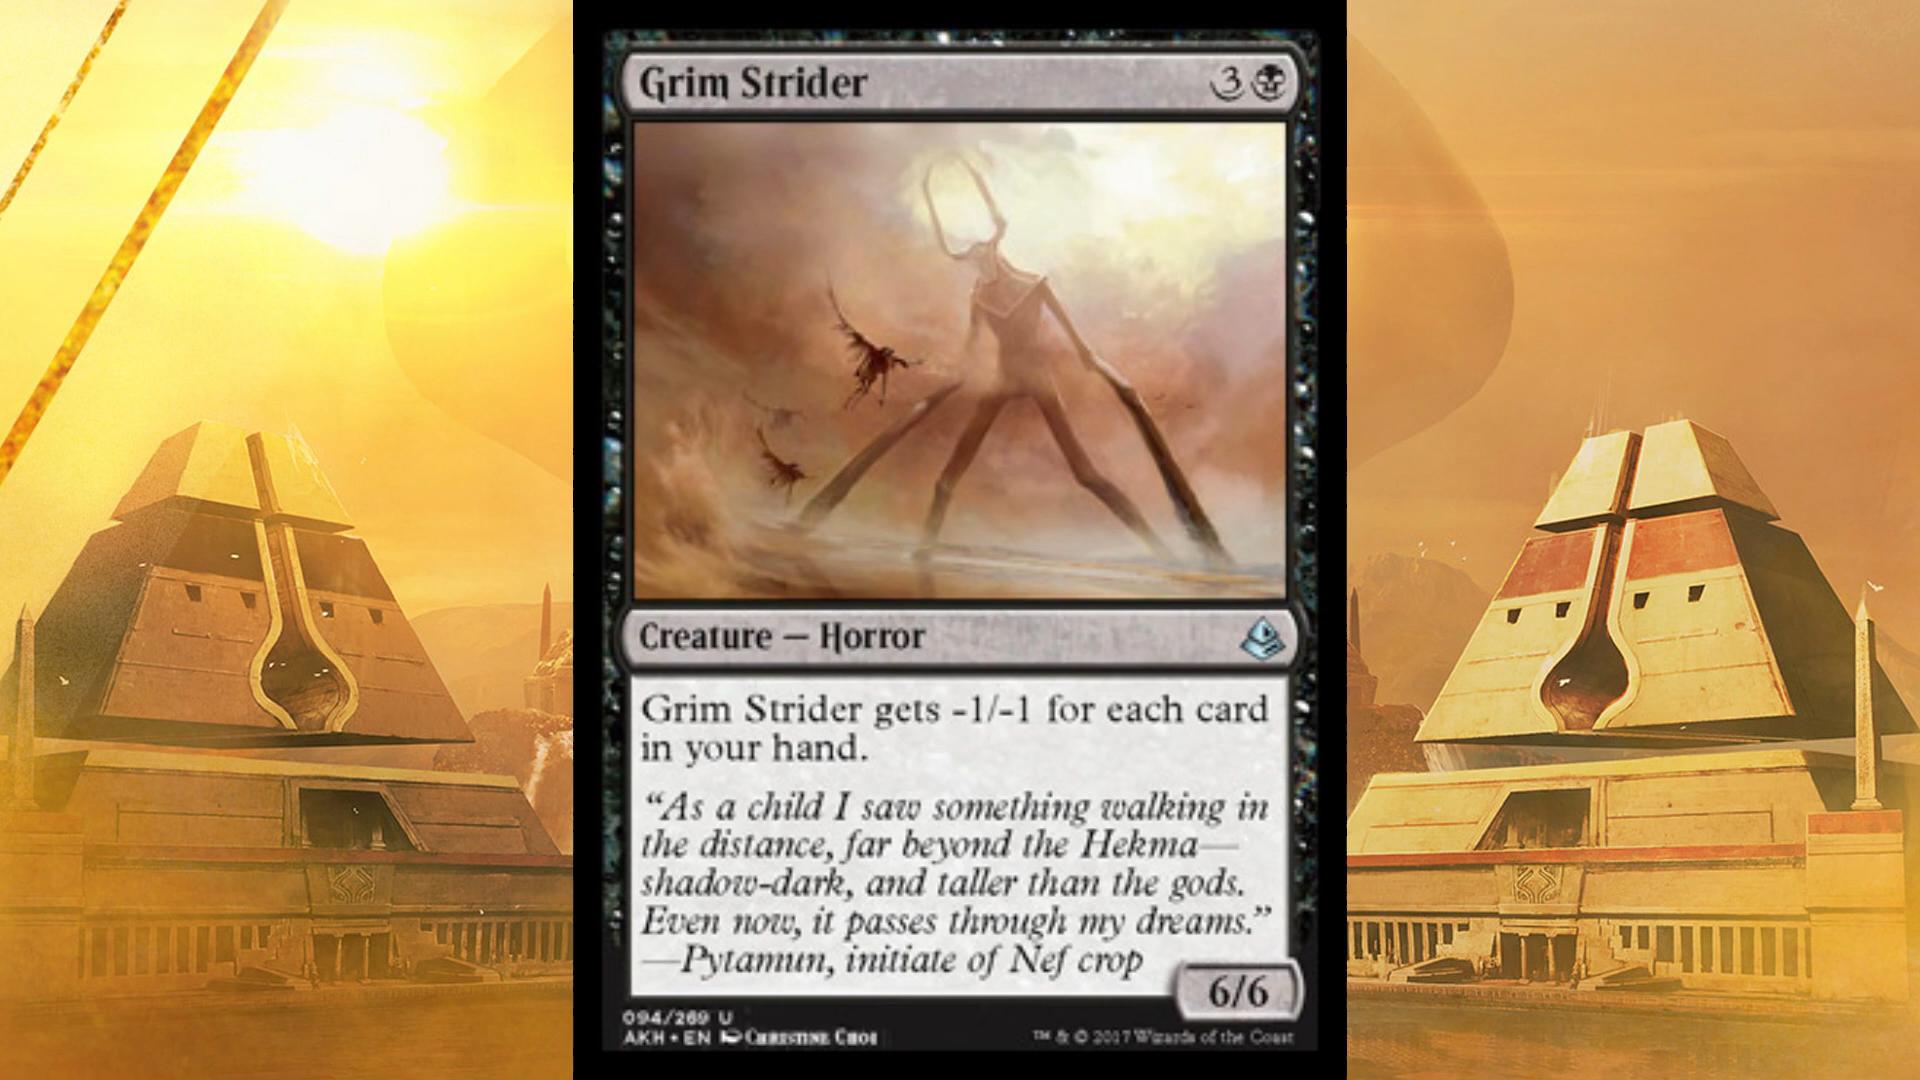 Grim Strider 3
Creature — Horror
Grim Strider gets -1/-1 for each card
in your hand.
“As a child I saw something walking in
the distance, far beyond the Hekma—
shadow-dark, and taller than the gods.
Even now, it passes through my dreams.”
—Pytamun, initiate of Nef crop
6/6
094/269 U
AKH • EN Christine Choi
™ & © 2017 Wizards of the Coast